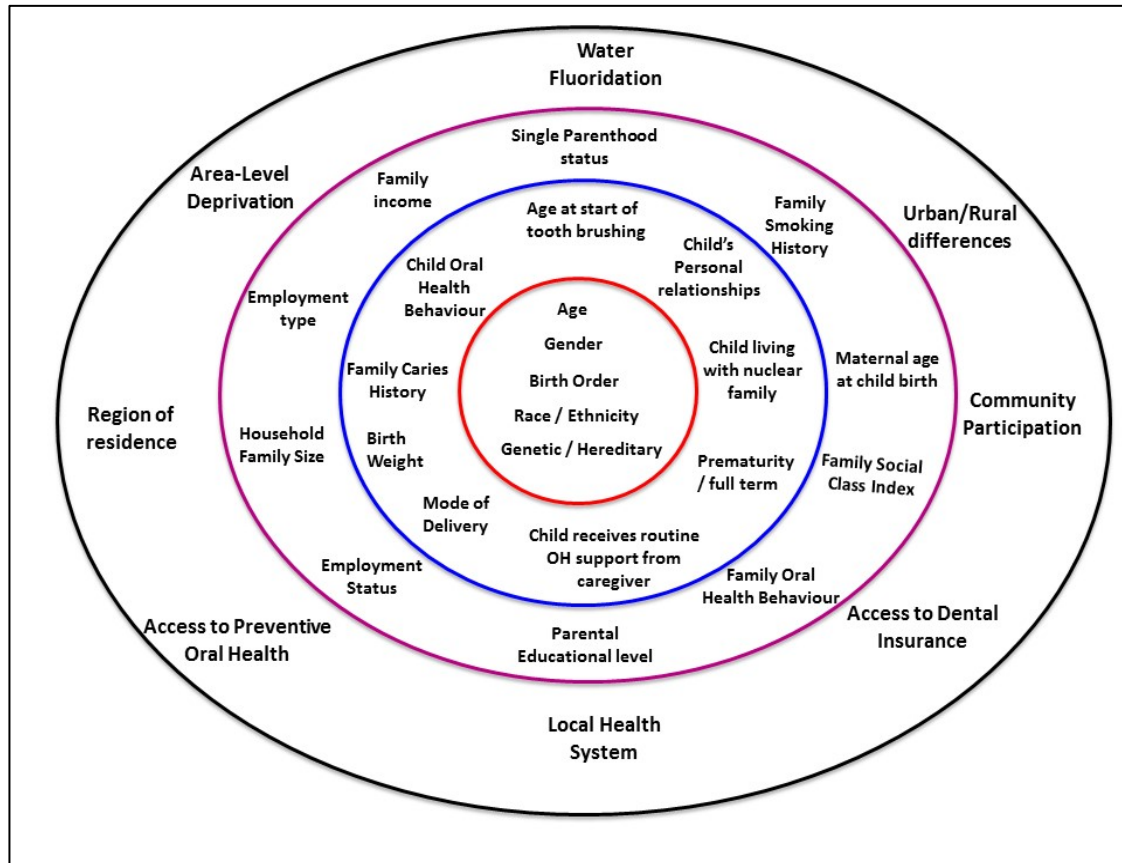 Water
Fluoridation
Single Parenthood
status
Area-Level
Deprivation
Family
income
Family
Smoking
History
Urban/Rural
differences
Age at start of
tooth brushing
Child's
Personal
relationships
Child Oral
Health
Behaviour
Employment
type
Age
Gender
Birth Order
Race / Ethnicity
Genetic / Hereditary
Family Caries
History
Child living
with nuclear
family
Maternal age
at child birth
Region of
residence
Community
Participation
Household
Family Size
Birth
Weight
Prematurity
/ full term
Family Social
Class Index
Mode of
Delivery
Child receives routine
OH support from
caregiver
Employment
Status
Family Oral
Health Behaviour
Access to Preventive
Oral Health
Access to Dental
Insurance
Parental
Educational level
Local Health
System